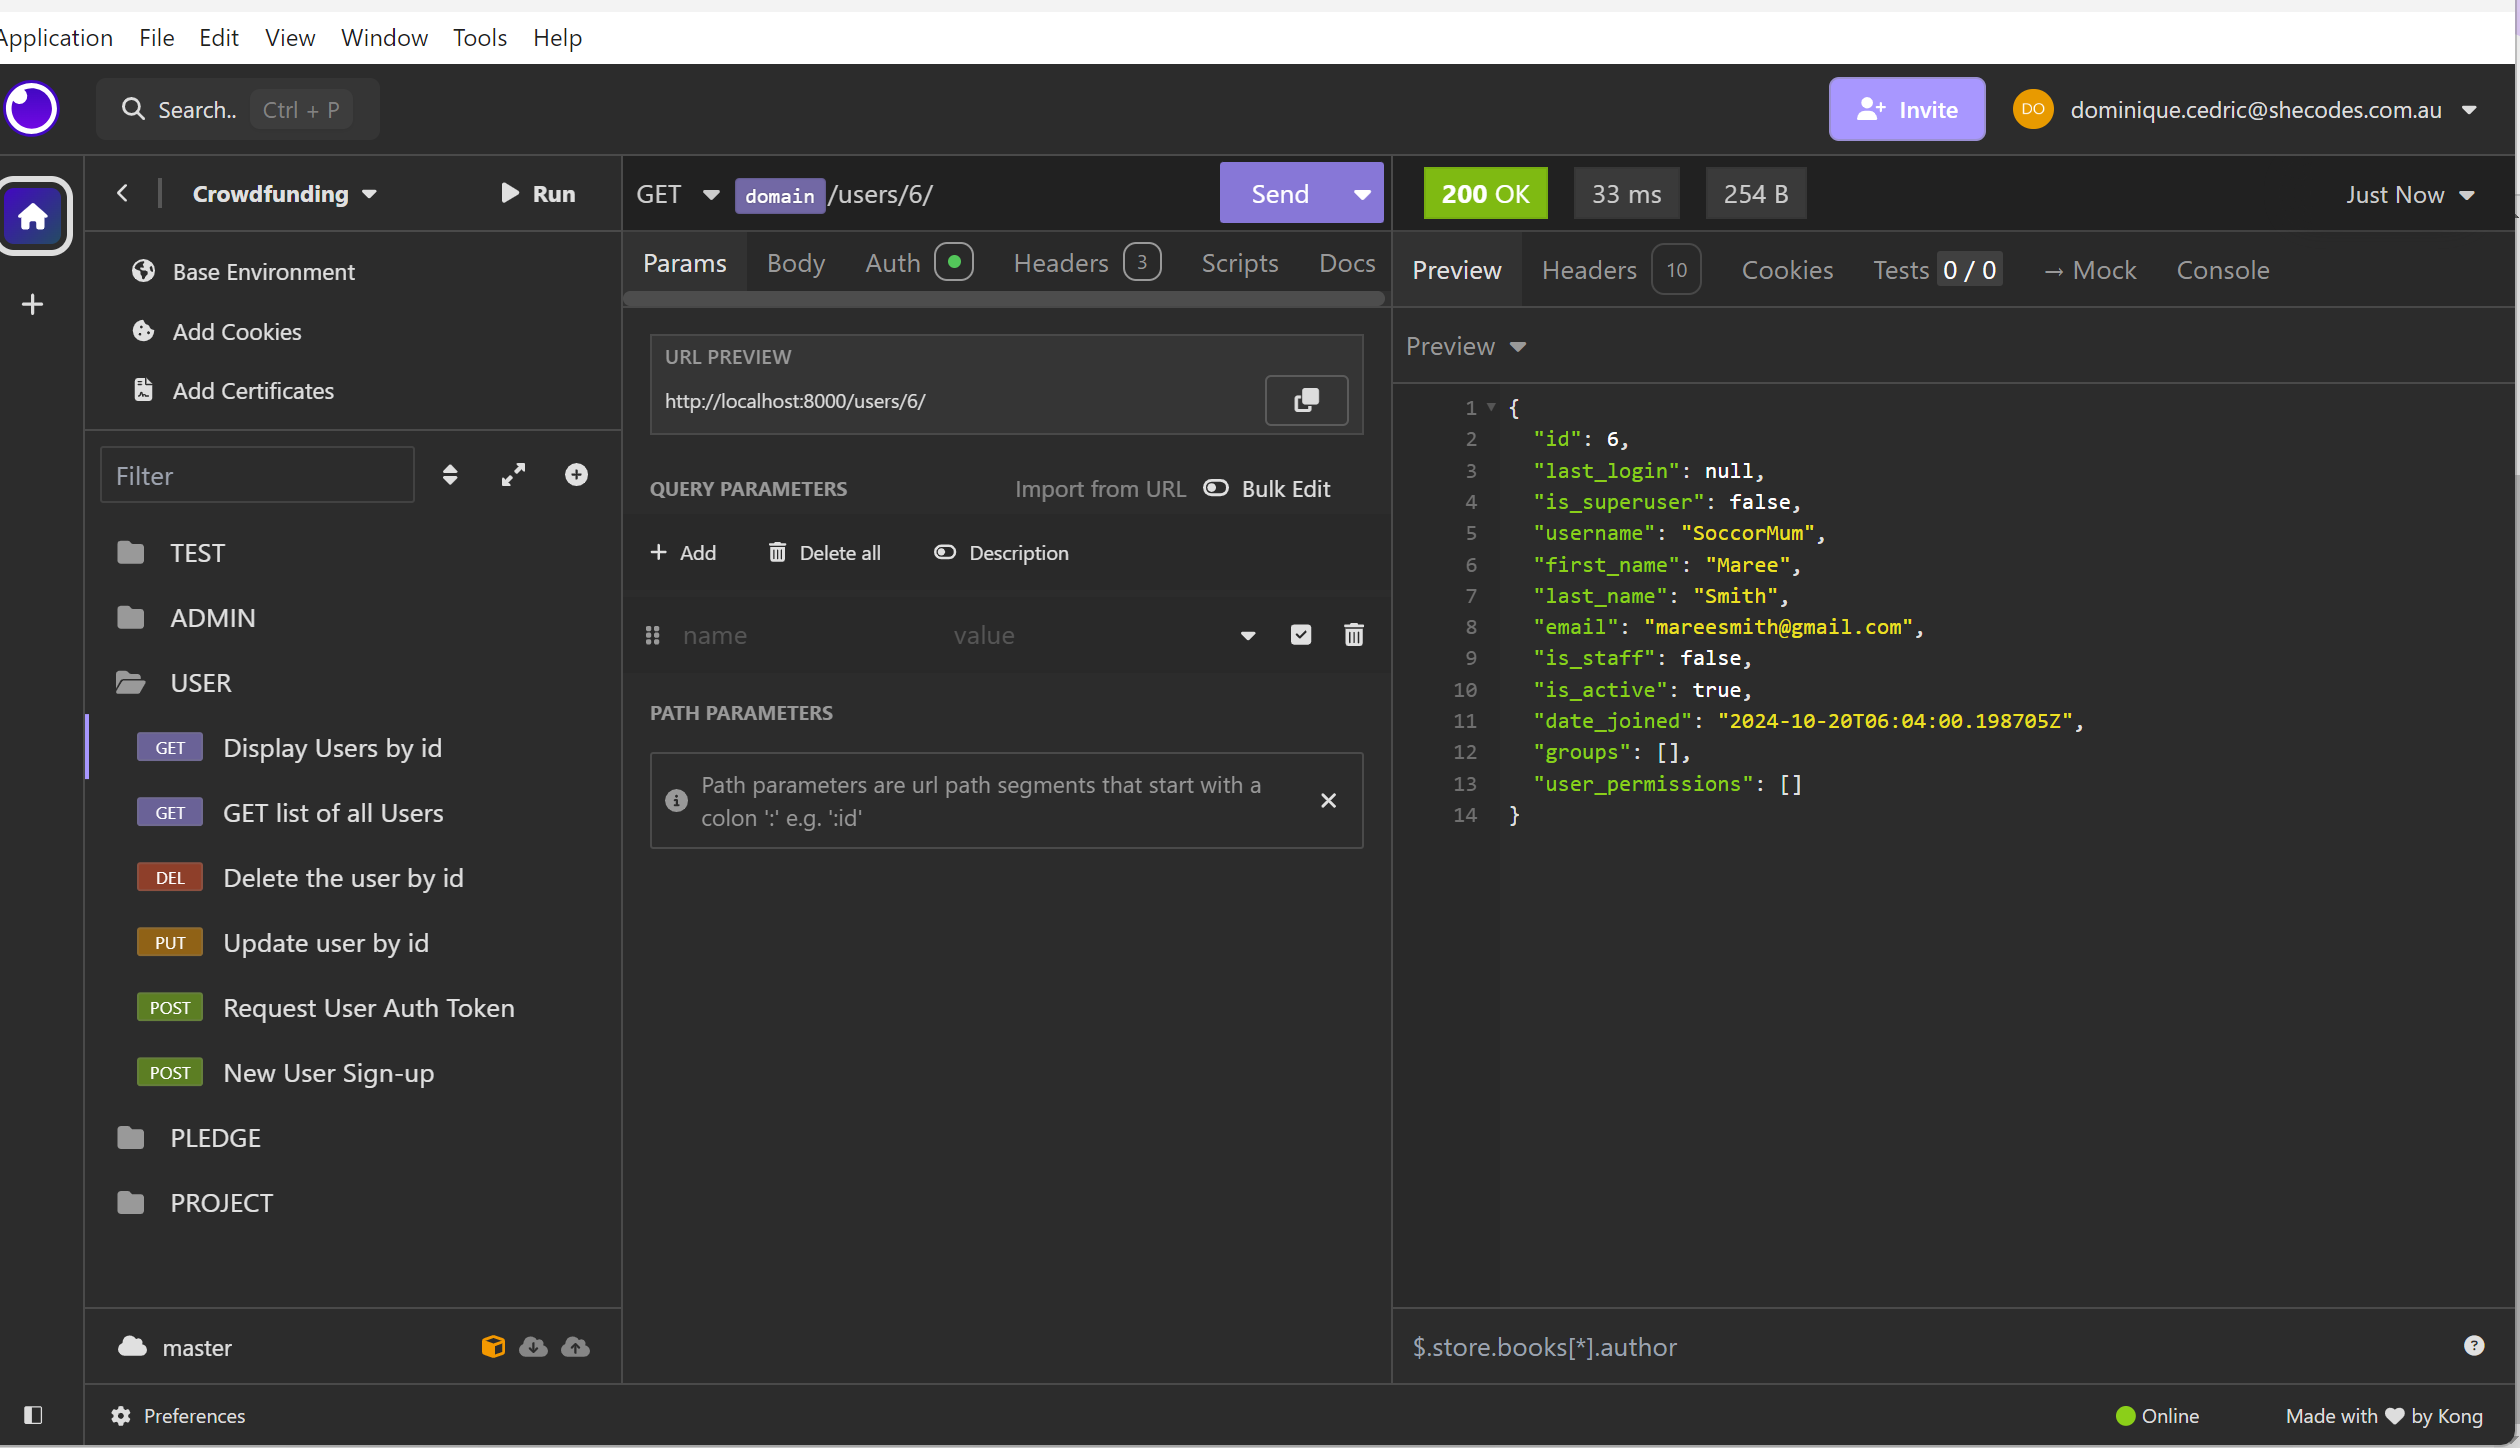 Application File Edit View Window Tools Help
Search.. Ctrl + P
Invite
DO dominique.cedric@shecodes.com.au
Crowdfunding Run
Base Environment
Add Cookies
Add Certificates
Filter
TEST
ADMIN
USER
GET Display Users by id
GET GET list of all Users
DEL Delete the user by id
PUT Update user by id
POST Request User Auth Token
POST New User Sign-up
PLEDGE
PROJECT
master
GET domain/users/6/ Send
Params Body Auth Headers 3 Scripts Docs
URL PREVIEW
http://localhost:8000/users/6/
QUERY PARAMETERS Import from URL Bulk Edit
+ Add Delete all Description
name value
PATH PARAMETERS
Path parameters are url path segments that start with a
colon ':' e.g. ':id'
200 OK 33 ms 254 B Just Now
Preview Headers 10 Cookies Tests 0 / 0 → Mock Console
Preview
1 {
2 "id": 6,
3 "last_login": null,
4 "is_superuser": false,
5 "username": "SoccorMum",
6 "first_name": "Maree",
7 "last_name": "Smith",
8 "email": "mareesmith@gmail.com",
9 "is_staff": false,
10 "is_active": true,
11 "date_joined": "2024-10-20T06:04:00.198705Z",
12 "groups": [],
13 "user_permissions": []
14 }
$.store.books[*].author
Preferences
Online Made with ♥ by Kong